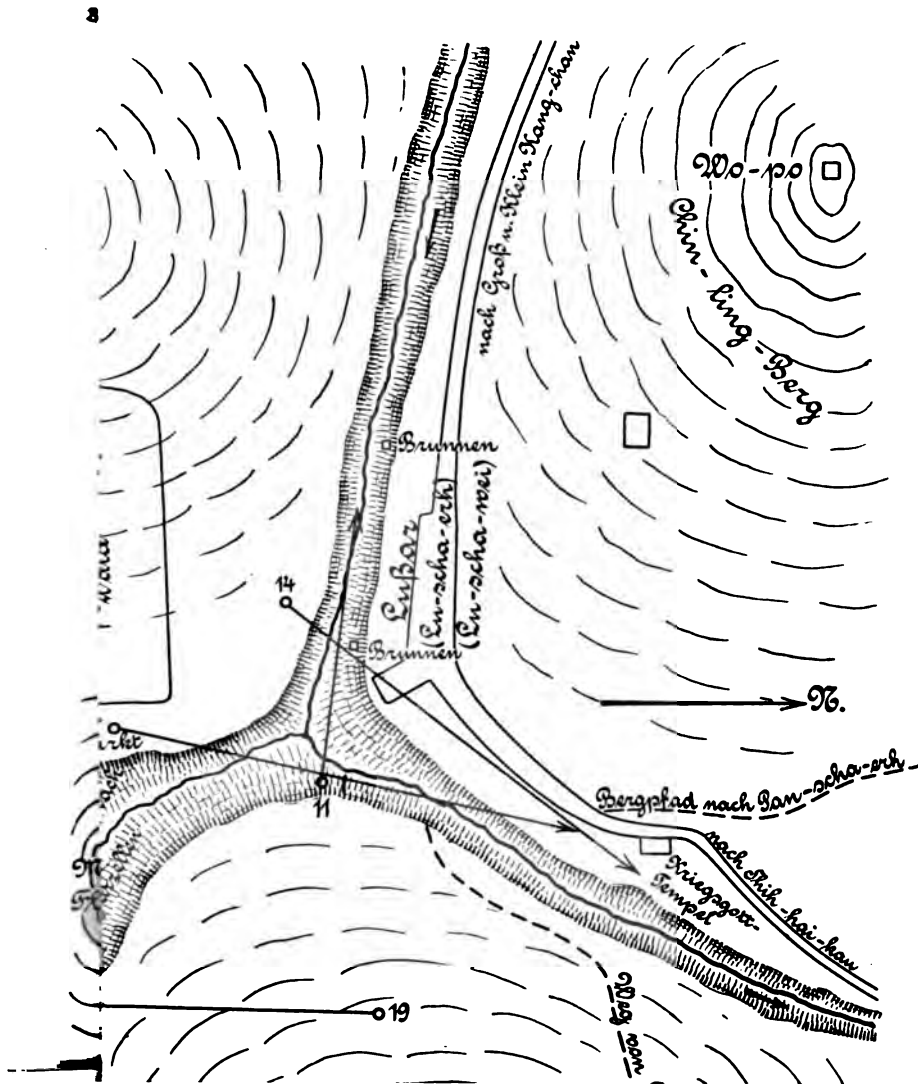 Wo-po
Chin-ling-Berg
nach Groß u. Klein Kang-chan
Brunnen
Lußar
(Lu-scha-erh)
(Lu-scha-wei)
14
Brunnen
N.
11
Bergpfad nach Pan-scha-erh
nach Shih-hai-kau
Kriegsgott-
Tempel
Weg von
19